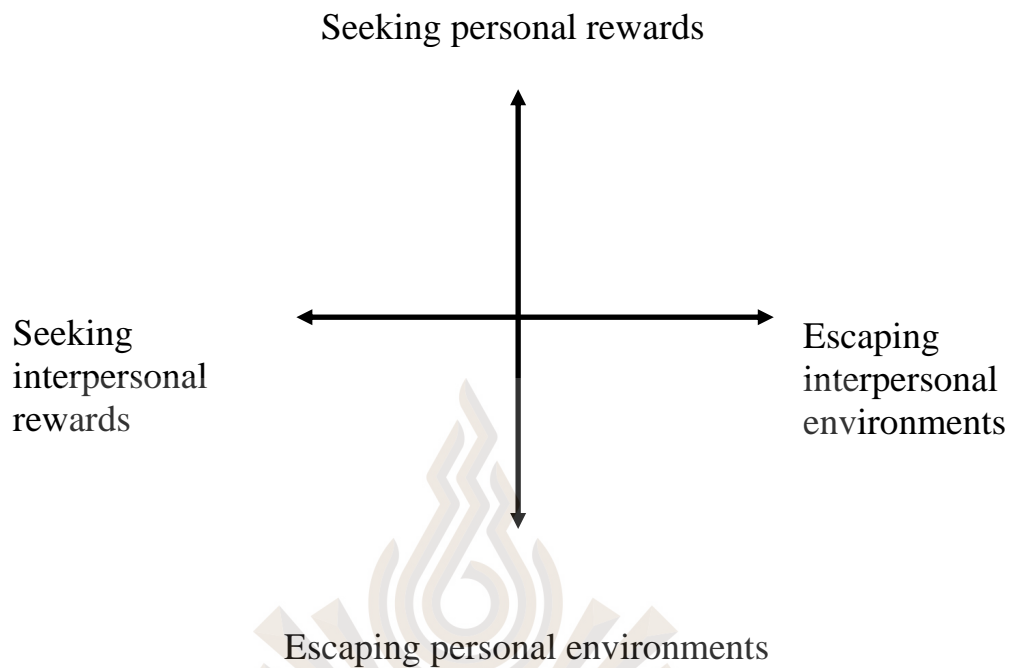 Seeking personal rewards
Seeking
interpersonal
rewards
Escaping
interpersonal
environments
Escaping personal environments